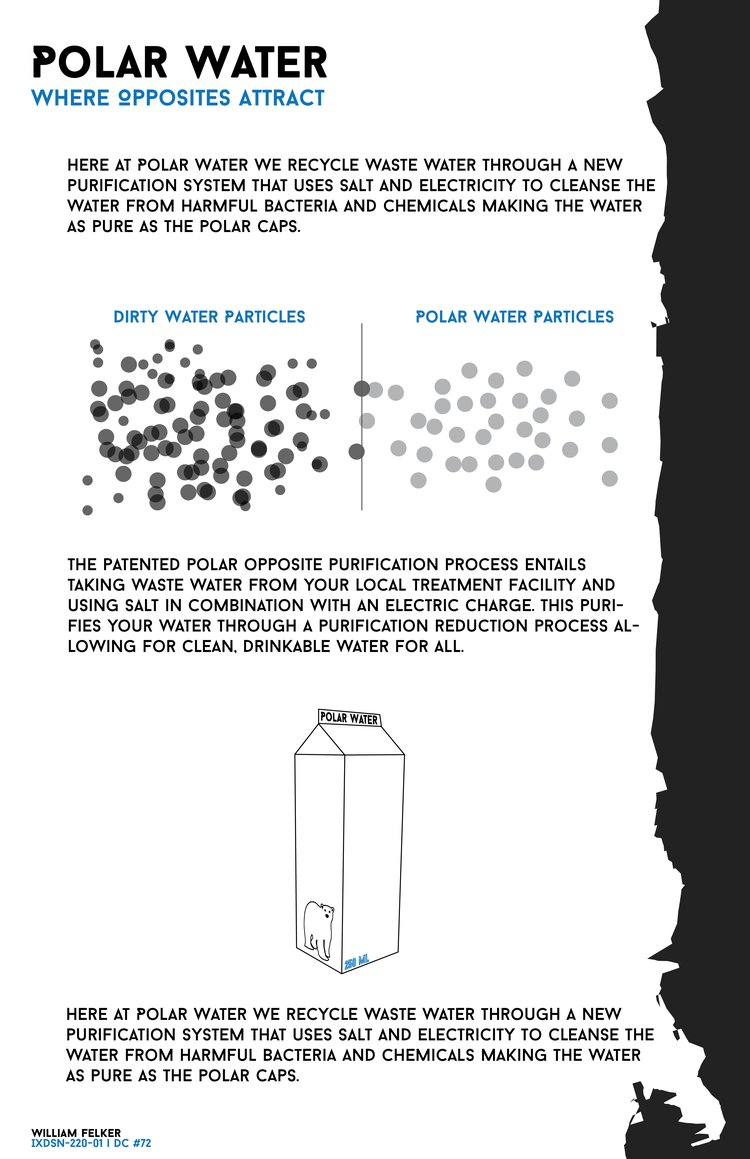 POLAR WATER
WHERE OPPOSITES ATTRACT
HERE AT POLAR WATER WE RECYCLE WASTE WATER THROUGH A NEW
PURIFICATION SYSTEM THAT USES SALT AND ELECTRICITY TO CLEANSE THE
WATER FROM HARMFUL BACTERIA AND CHEMICALS MAKING THE WATER
AS PURE AS THE POLAR CAPS.
DIRTY WATER PARTICLES
POLAR WATER PARTICLES
THE PATENTED POLAR OPPOSITE PURIFICATION PROCESS ENTAILS
TAKING WASTE WATER FROM YOUR LOCAL TREATMENT FACILITY AND
USING SALT IN COMBINATION WITH AN ELECTRIC CHARGE. THIS PURI-
FIES YOUR WATER THROUGH A PURIFICATION REDUCTION PROCESS AL-
LOWING FOR CLEAN, DRINKABLE WATER FOR ALL.
POLAR WATER
250 ML
HERE AT POLAR WATER WE RECYCLE WASTE WATER THROUGH A NEW
PURIFICATION SYSTEM THAT USES SALT AND ELECTRICITY TO CLEANSE THE
WATER FROM HARMFUL BACTERIA AND CHEMICALS MAKING THE WATER
AS PURE AS THE POLAR CAPS.
WILLIAM FELKER
IXDSN-220-01 | DC #72